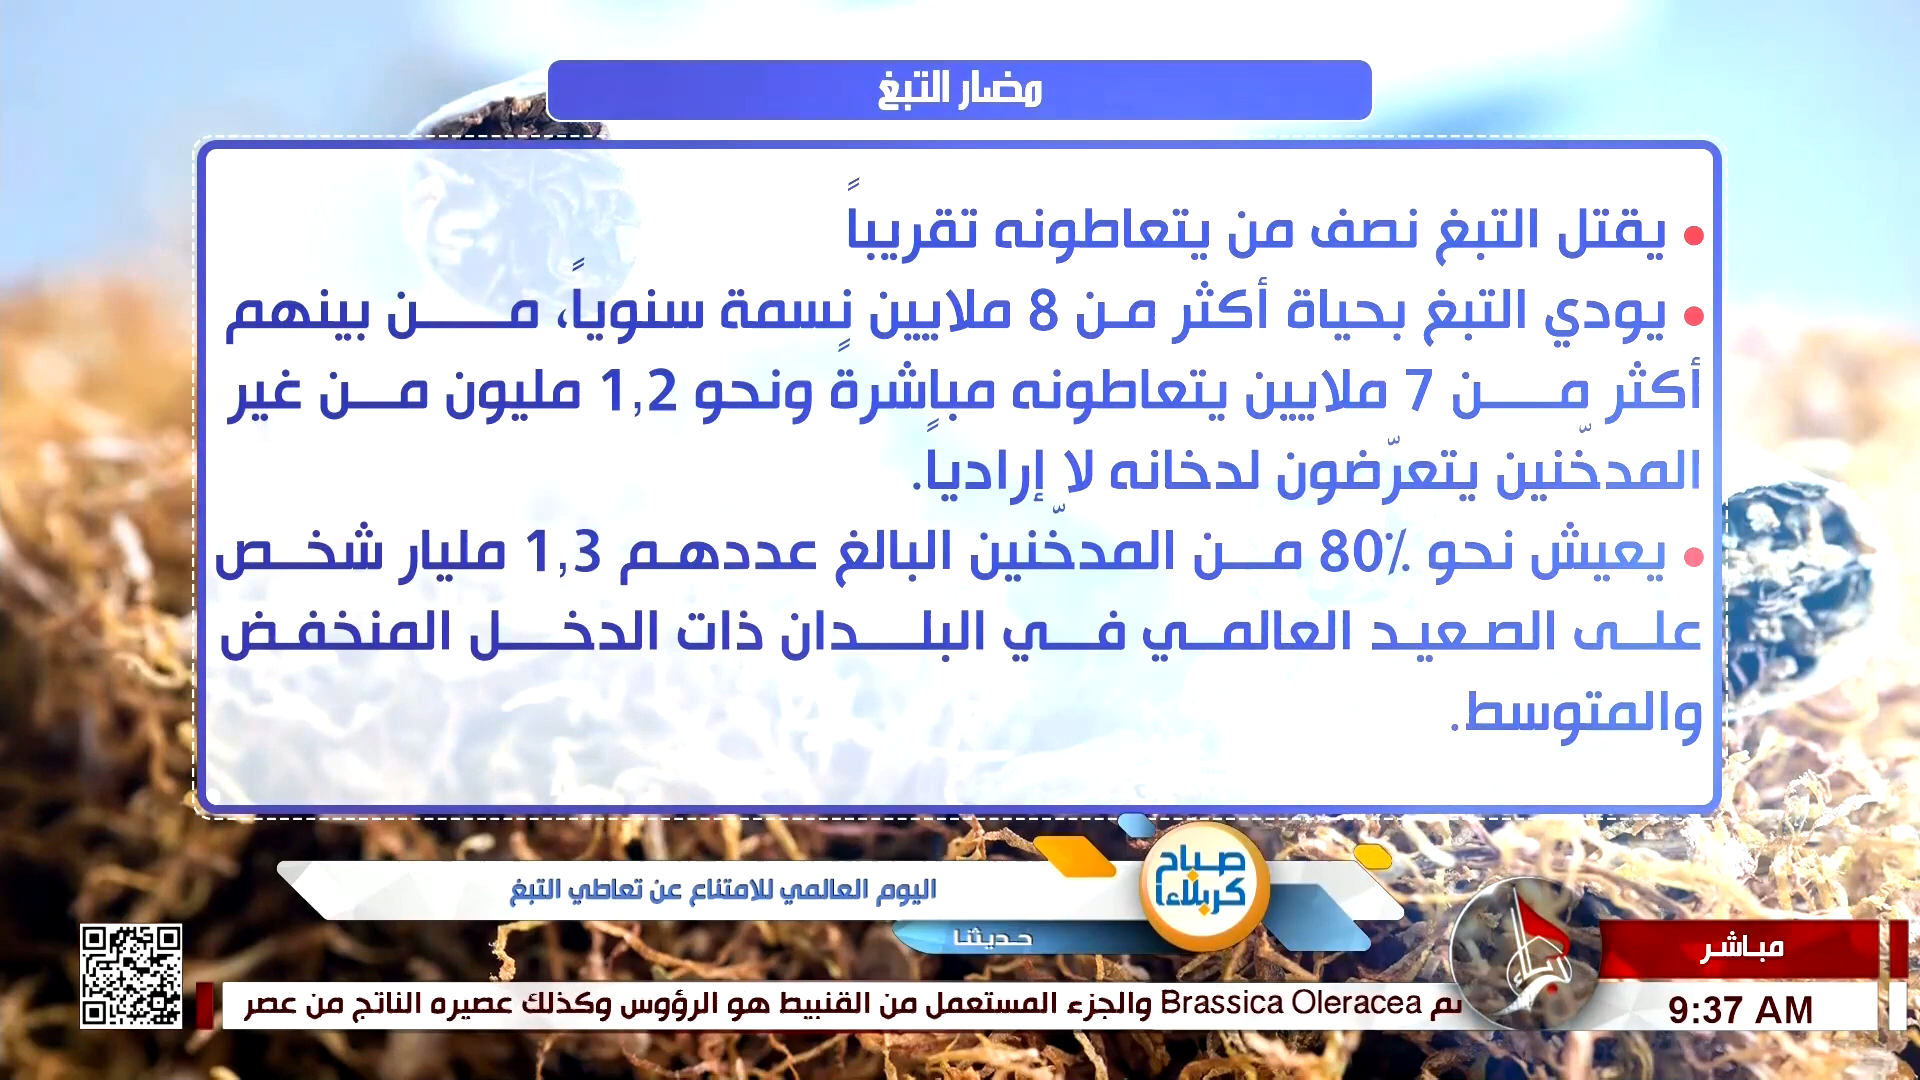 مضار التبغ
• يقتل التبغ نصف من يتعاطونه تقريباً
• يودي التبغ بحياة أكثر من 8 ملايين نسمة سنوياً، من بينهم
أكثر من 7 ملايين يتعاطونه مباشرةً ونحو 1,2 مليون من غير
المدخّنين يتعرّضون لدخانه لا إرادياً.
• يعيش نحو 80٪ من المدخّنين البالغ عددهم 1,3 مليار شخص
على الصعيد العالمي في البلدان ذات الدخل المنخفض
والمتوسط.
صباح
كربلاء
اليوم العالمي للامتناع عن تعاطي التبغ
حديثنا
مباشر
9:37 AM
Brassica Oleracea والجزء المستعمل من القنبيط هو الرؤوس وكذلك عصيره الناتج من عصر